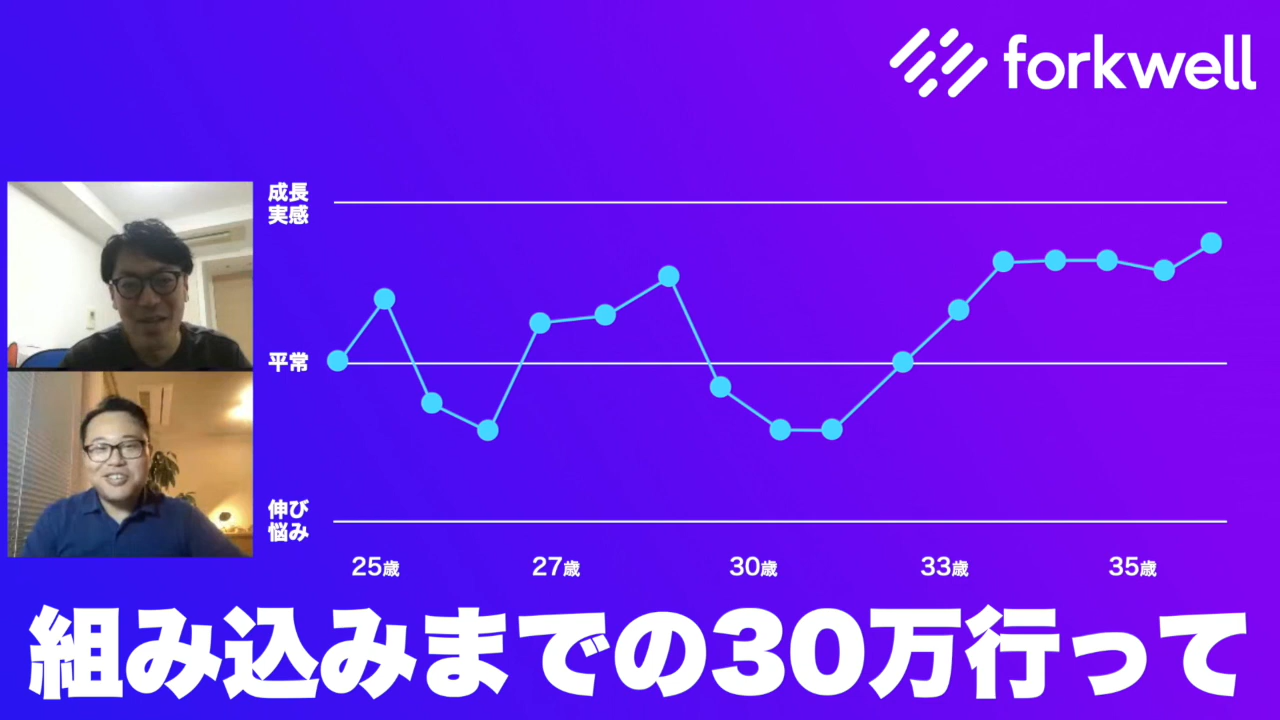 forkwell
成長
実感
平常
伸び
悩み
25歳 27歳 30歳 33歳 35歳
組み込みまでの30万行って